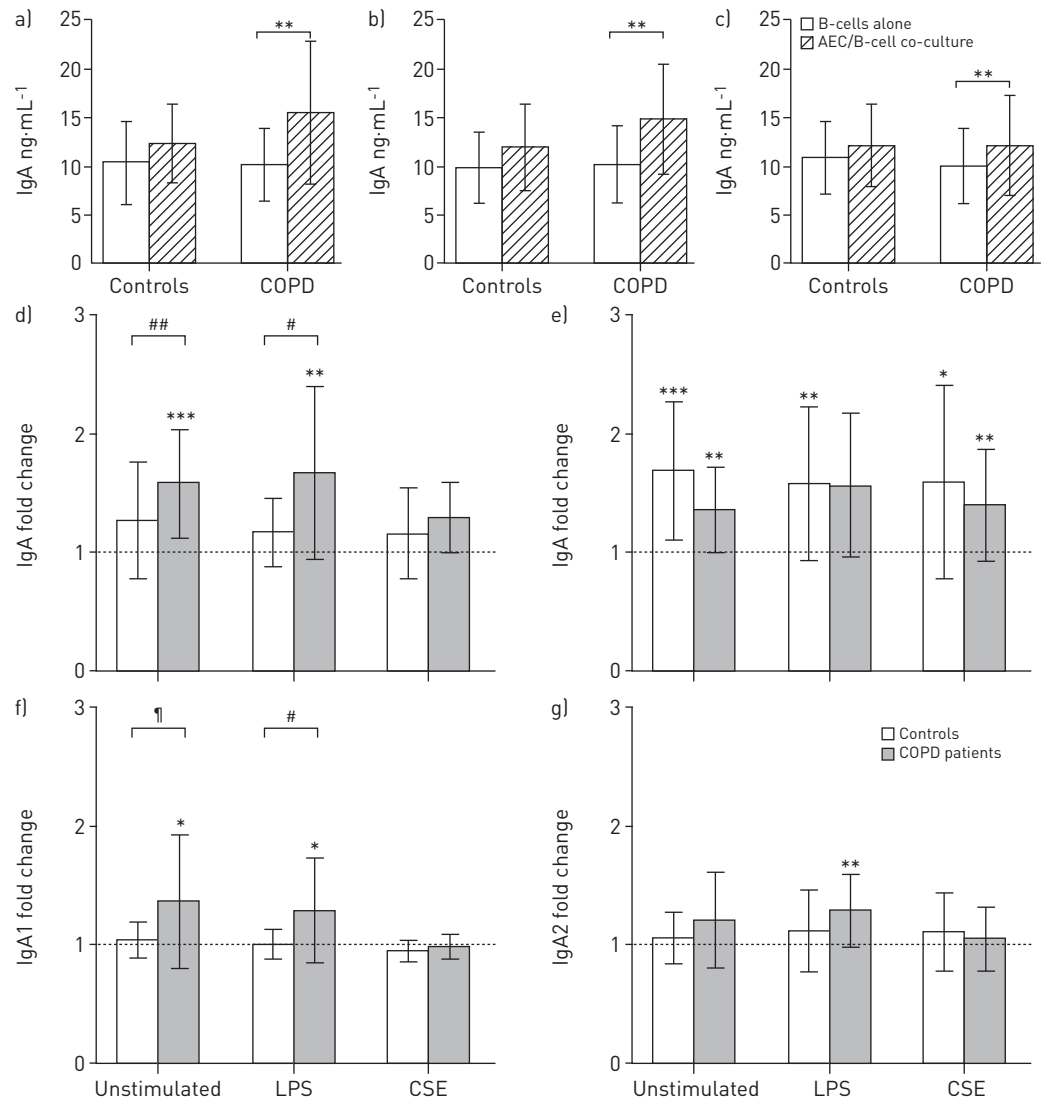 a)
25
20
15
10
5
0
IgA ng·mL-1
**
Controls
COPD
b)
25
20
15
10
5
0
IgA ng·mL-1
**
Controls
COPD
c)
25
20
15
10
5
0
IgA ng·mL-1
B-cells alone
AEC/B-cell co-culture
**
Controls
COPD
d)
3
2
1
0
IgA fold change
##
#
***
**
e)
3
2
1
0
IgA fold change
***
**
**
*
**
f)
3
2
1
0
IgA1 fold change
¶
#
*
*
Unstimulated
LPS
CSE
g)
3
2
1
0
IgA2 fold change
Controls
COPD patients
**
Unstimulated
LPS
CSE